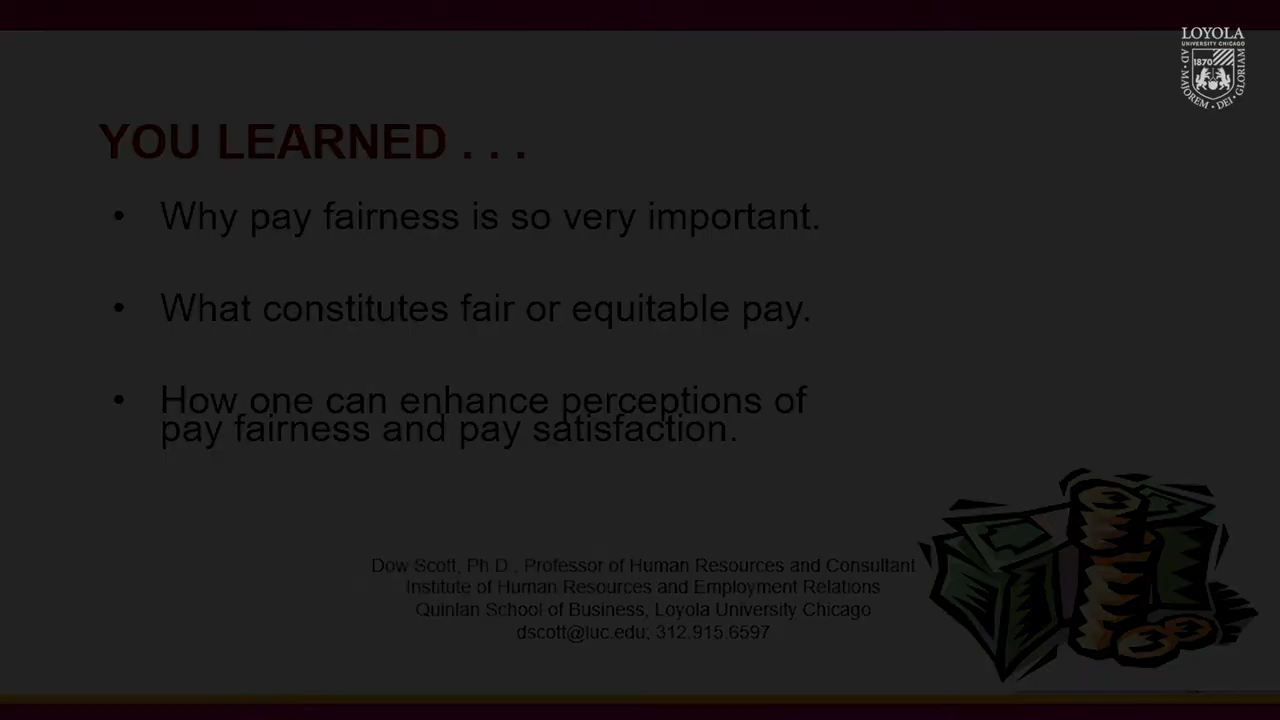 LOYOLA
UNIVERSITY CHICAGO
1870
AD • MAJOREM • DEI • GLORIAM
YOU LEARNED . . .
• Why pay fairness is so very important.
• What constitutes fair or equitable pay.
• How one can enhance perceptions of
pay fairness and pay satisfaction.
Dow Scott, Ph.D., Professor of Human Resources and Consultant
Institute of Human Resources and Employment Relations
Quinlan School of Business, Loyola University Chicago
dscott@luc.edu; 312.915.6597